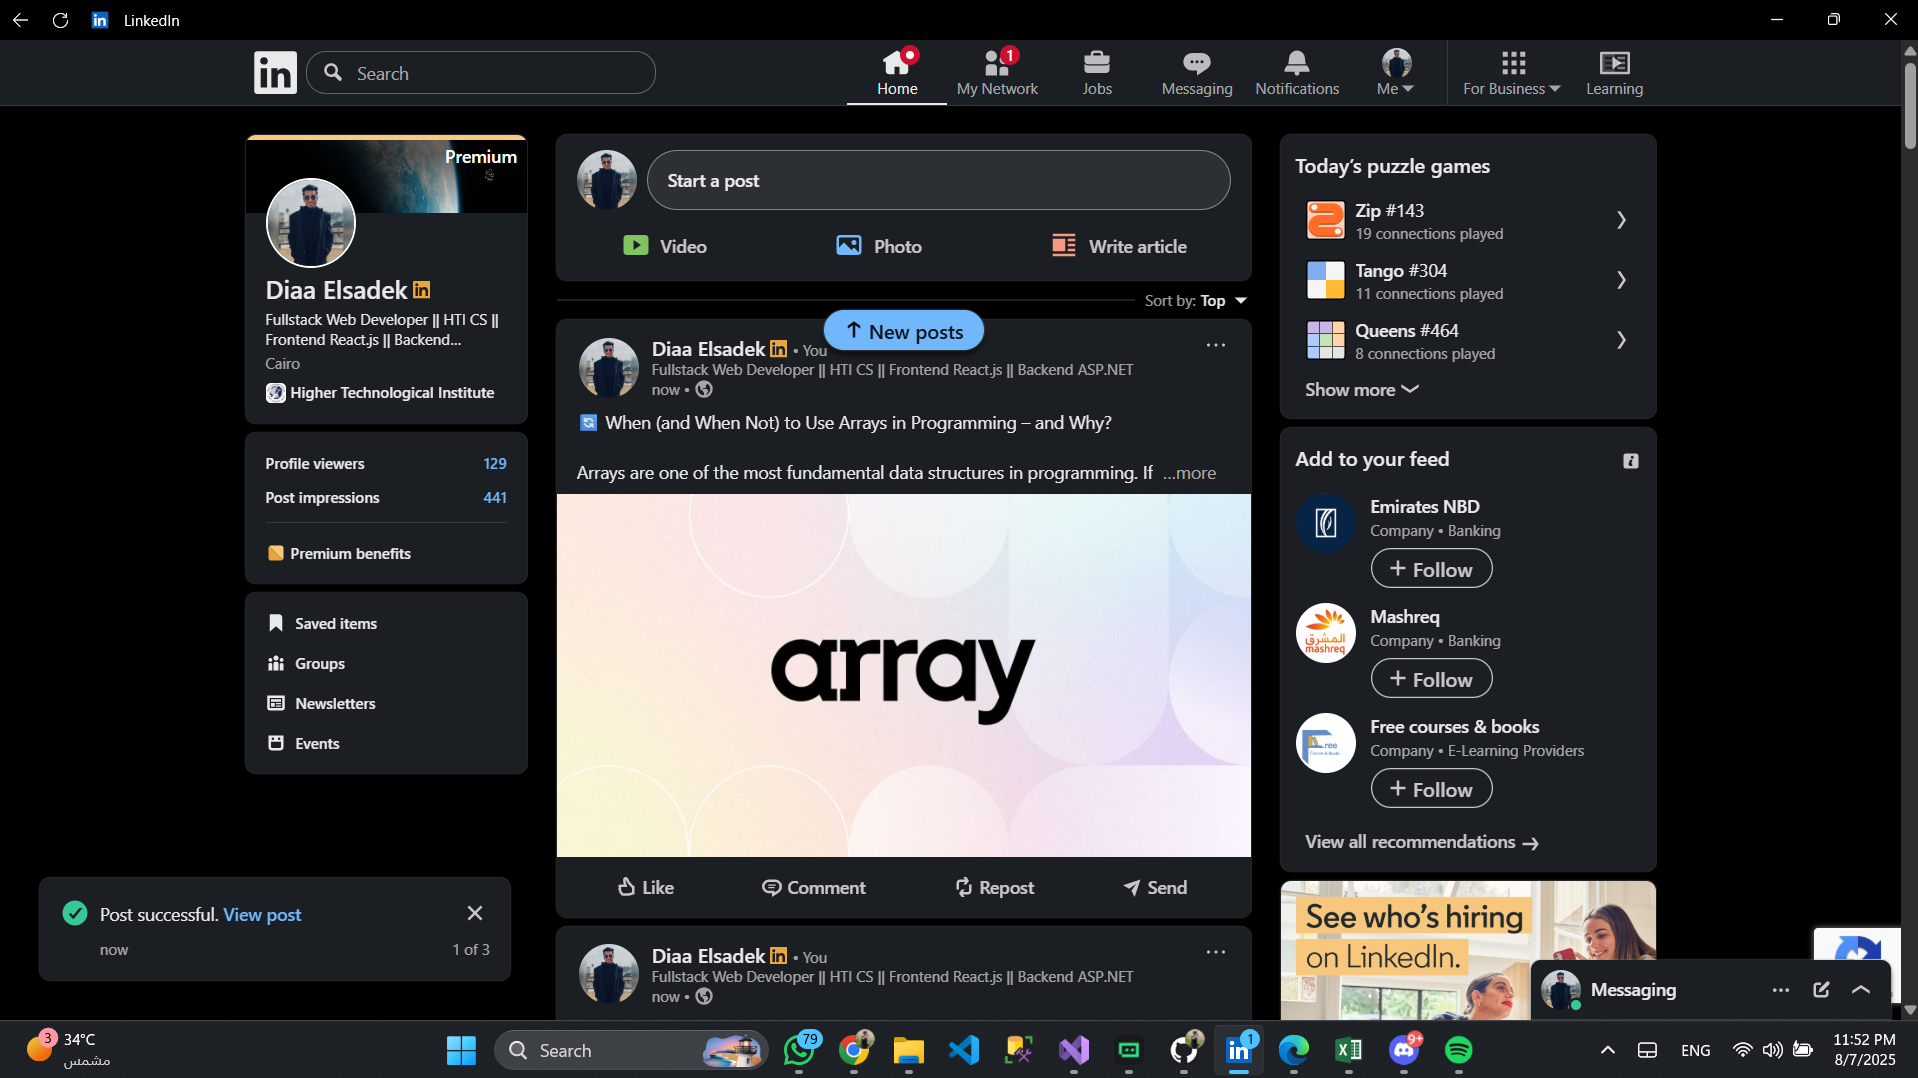 LinkedIn
in
Search
Home
1
My Network
Jobs
Messaging
Notifications
Me
For Business
Learning
Premium
Diaa Elsadek in
Fullstack Web Developer || HTI CS ||
Frontend React.js || Backend...
Cairo
Higher Technological Institute
Profile viewers 129
Post impressions 441
Premium benefits
Saved items
Groups
Newsletters
Events
Post successful. View post
now 1 of 3
Start a post
Video
Photo
Write article
Sort by: Top
↑ New posts
Diaa Elsadek in • You
Fullstack Web Developer || HTI CS || Frontend React.js || Backend ASP.NET
now •
🔄 When (and When Not) to Use Arrays in Programming – and Why?
Arrays are one of the most fundamental data structures in programming. If ...more
array
Like
Comment
Repost
Send
Diaa Elsadek in • You
Fullstack Web Developer || HTI CS || Frontend React.js || Backend ASP.NET
now •
Today’s puzzle games
Zip #143
19 connections played
Tango #304
11 connections played
Queens #464
8 connections played
Show more
Add to your feed
Emirates NBD
Company • Banking
+ Follow
المشرق
mashreq
Mashreq
Company • Banking
+ Follow
Free courses & books
Company • E-Learning Providers
+ Follow
View all recommendations →
See who’s hiring
on LinkedIn.
Messaging
3
34°C
مشمس
Search
79
in
1
9+
ENG
11:52 PM
8/7/2025